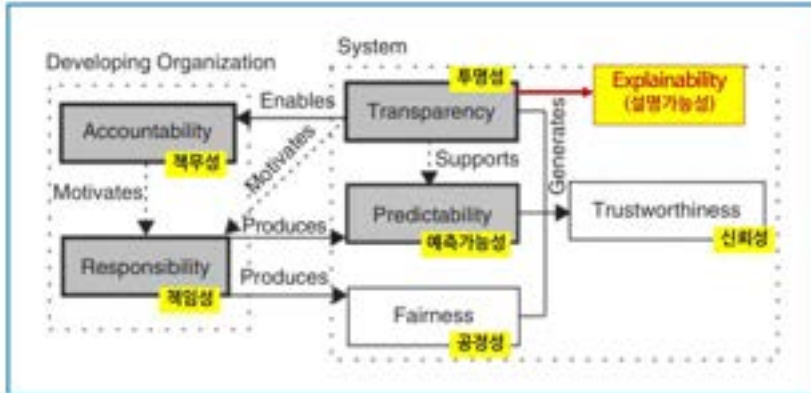 System
Developing Organization
투명성
Explainability
(설명가능성)
Enables
Transparency
Accountability
책무성
Motivates
Supports
Generates
Motivates
Predictability
예측가능성
Trustworthiness
신뢰성
Produces
Responsibility
책임성
Produces
Fairness
공정성